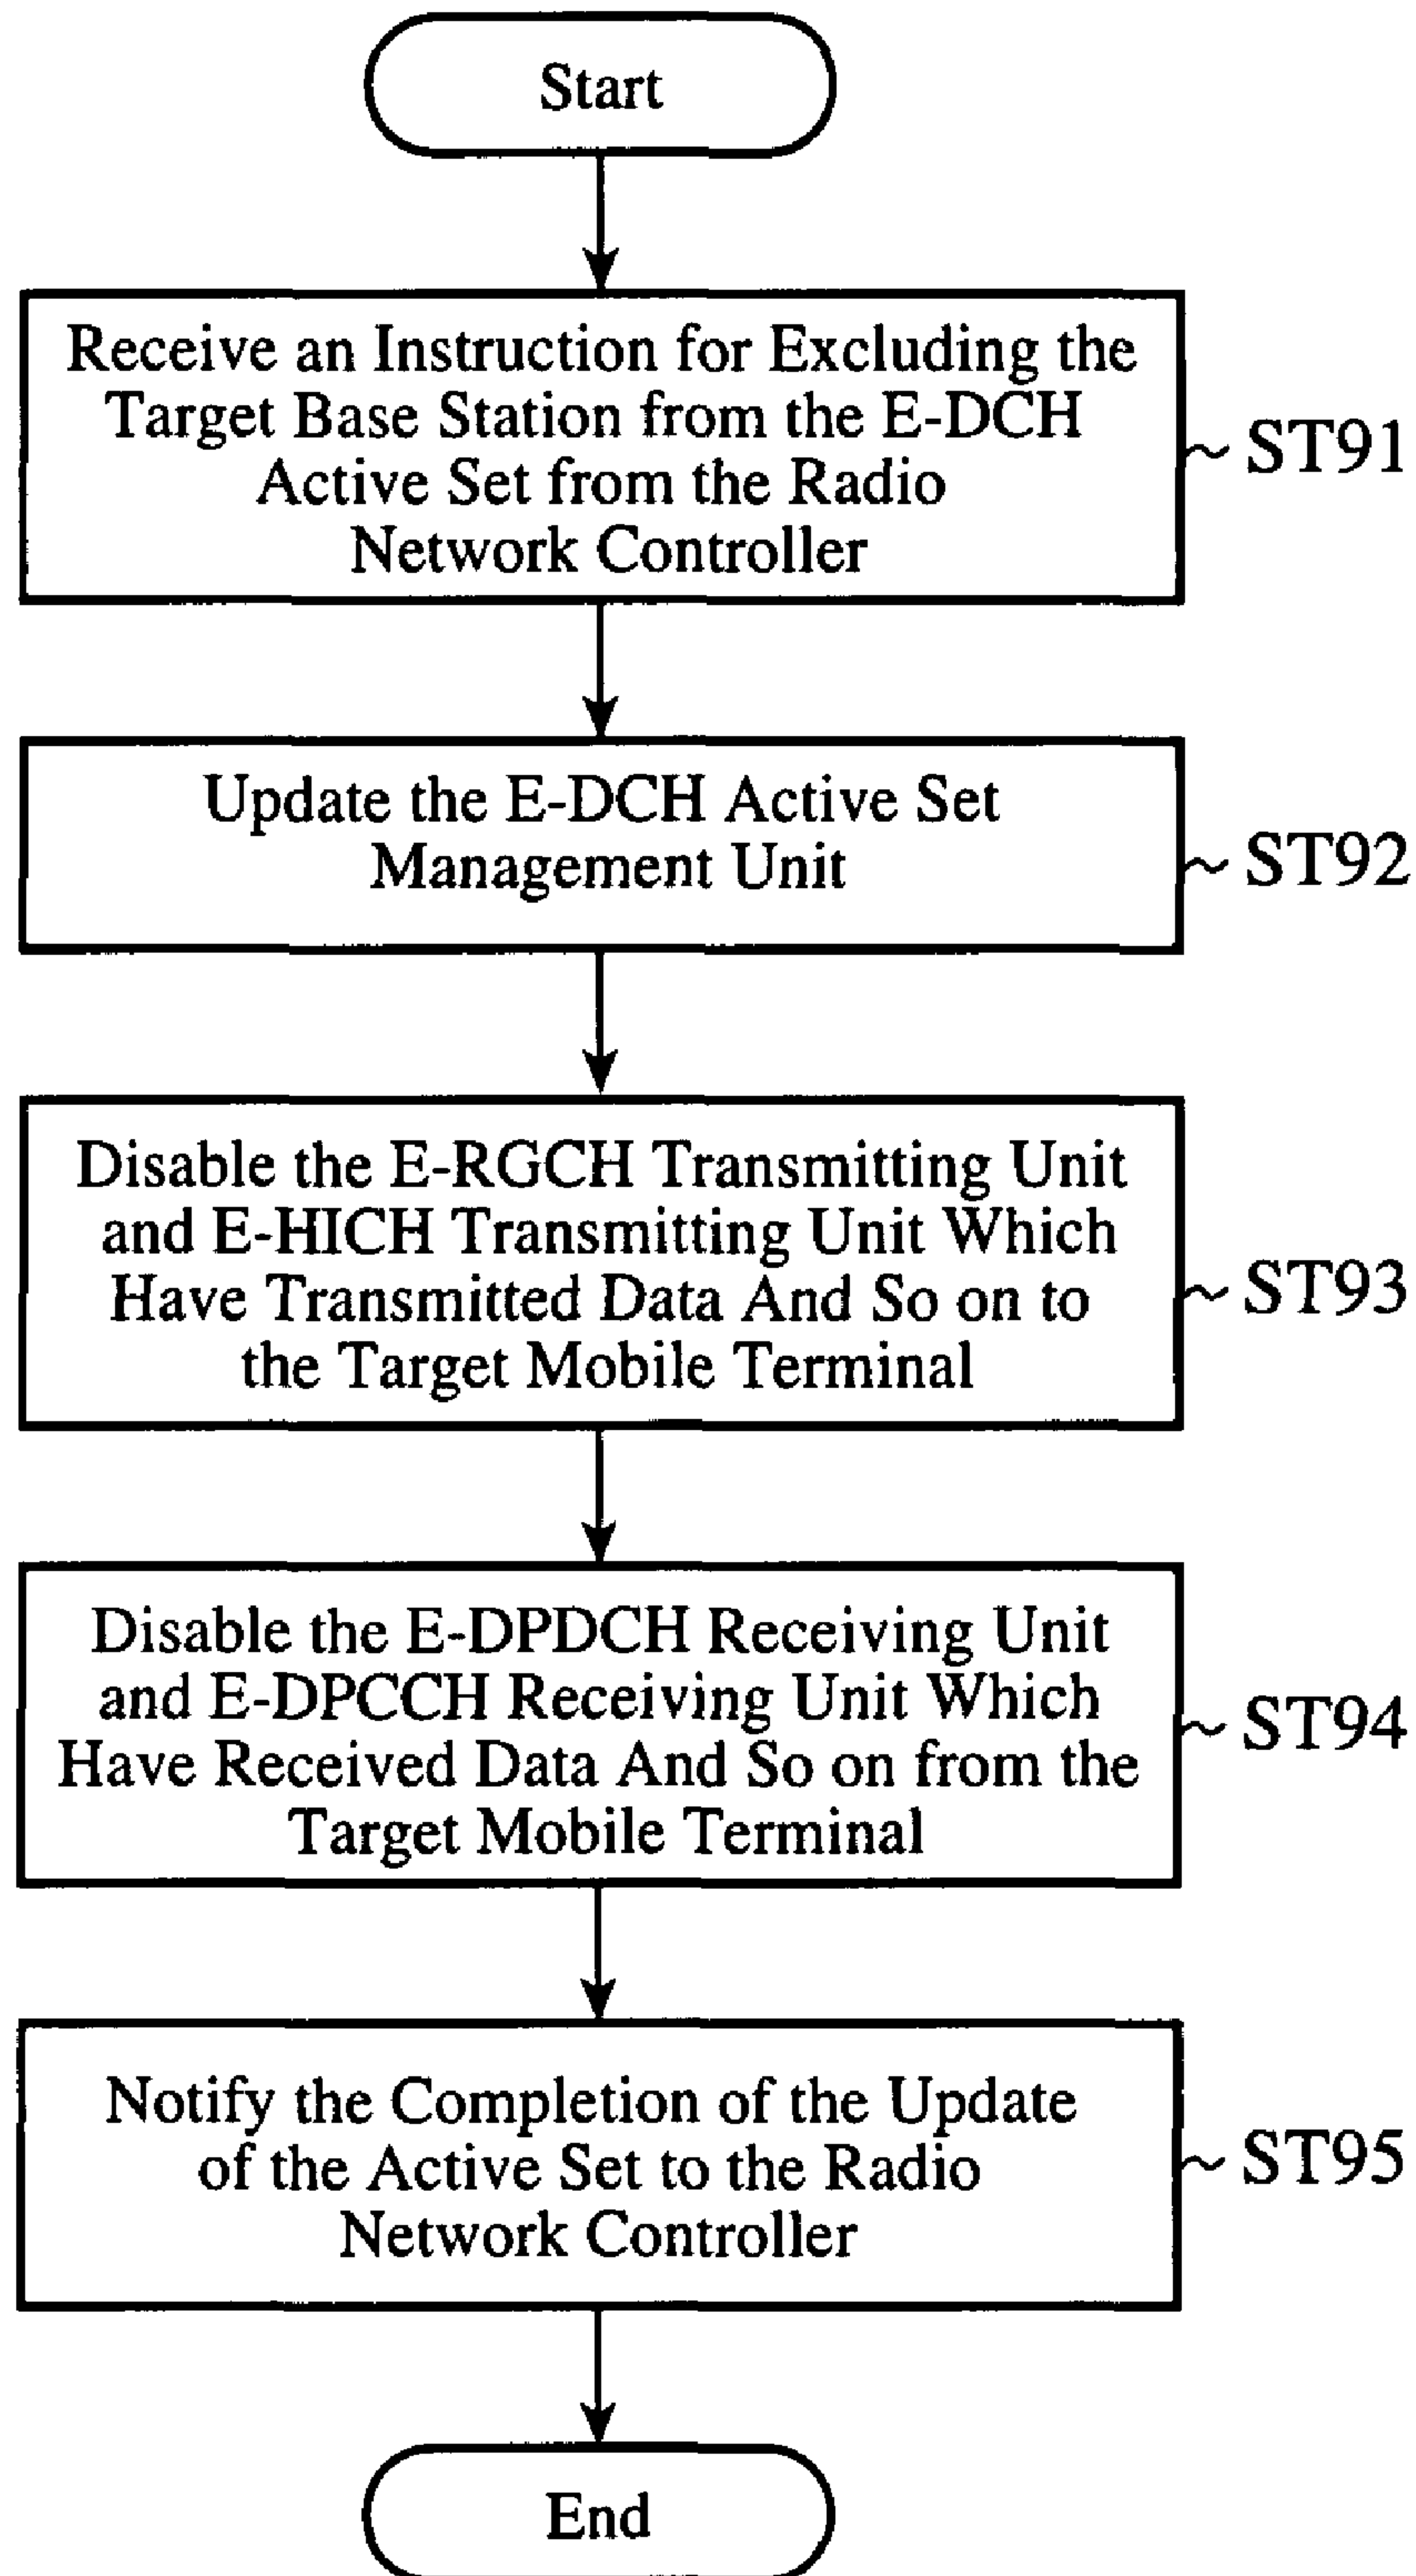 Start
Receive an Instruction for Excluding the
Target Base Station from the E-DCH
Active Set from the Radio
Network Controller
ST91
Update the E-DCH Active Set
Management Unit
ST92
Disable the E-RGCH Transmitting Unit
and E-HICH Transmitting Unit Which
Have Transmitted Data And So on to
the Target Mobile Terminal
ST93
Disable the E-DPDCH Receiving Unit
and E-DPCCH Receiving Unit Which
Have Received Data And So on from the
Target Mobile Terminal
ST94
Notify the Completion of the Update
of the Active Set to the Radio
Network Controller
ST95
End